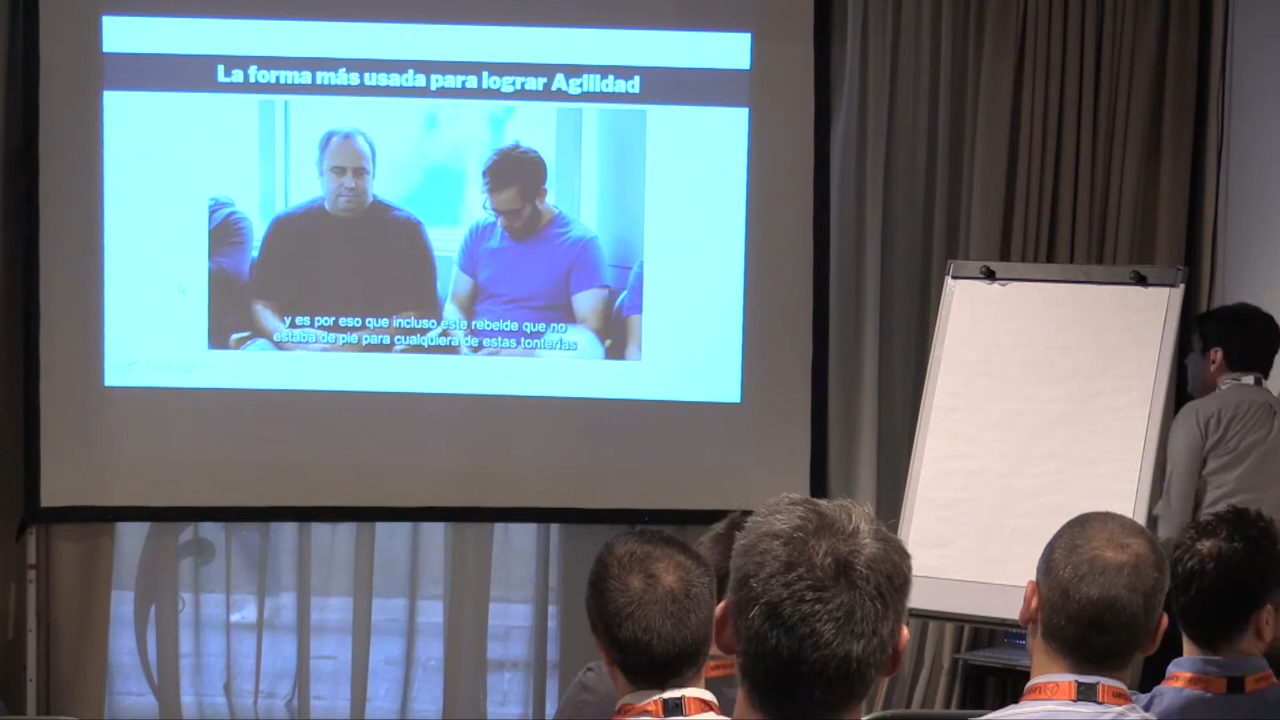 La forma más usada para lograr Agilidad
y es por eso que incluso este rebelde que no
estaba de pie para cualquiera de estas tonterías